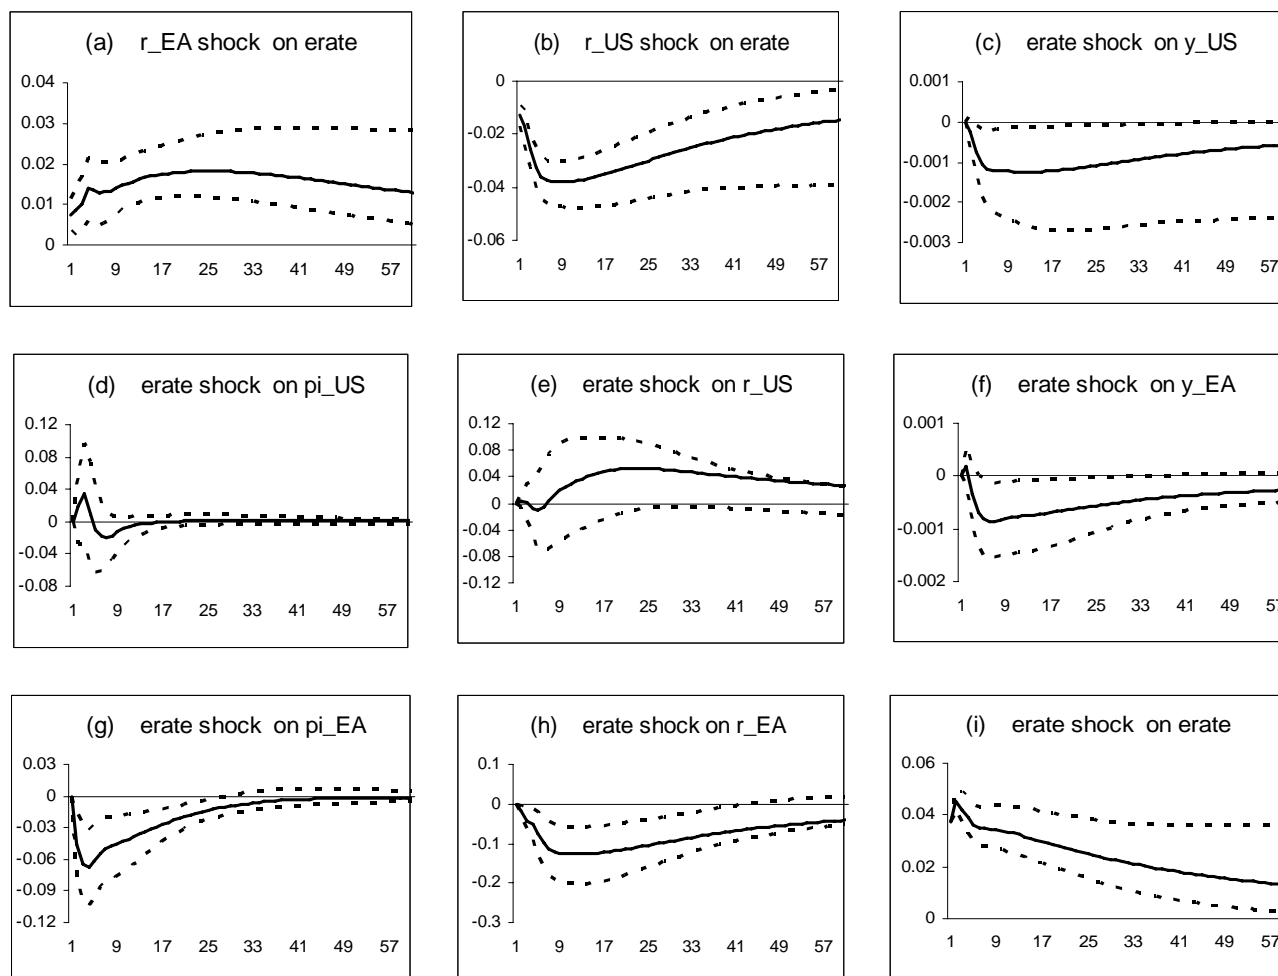 (a) r_EA shock on erate
0.04
0.03
0.02
0.01
0
1 9 17 25 33 41 49 57
(b) r_US shock on erate
0
-0.02
-0.04
-0.06
1 9 17 25 33 41 49 57
(c) erate shock on y_US
0.001
0
-0.001
-0.002
-0.003
1 9 17 25 33 41 49 57
(d) erate shock on pi_US
0.12
0.08
0.04
0
-0.04
-0.08
1 9 17 25 33 41 49 57
(e) erate shock on r_US
0.12
0.08
0.04
0
-0.04
-0.08
-0.12
1 9 17 25 33 41 49 57
(f) erate shock on y_EA
0.001
0
-0.001
-0.002
1 9 17 25 33 41 49 57
(g) erate shock on pi_EA
0.03
0
-0.03
-0.06
-0.09
-0.12
1 9 17 25 33 41 49 57
(h) erate shock on r_EA
0.1
0
-0.1
-0.2
-0.3
1 9 17 25 33 41 49 57
(i) erate shock on erate
0.06
0.04
0.02
0
1 9 17 25 33 41 49 57